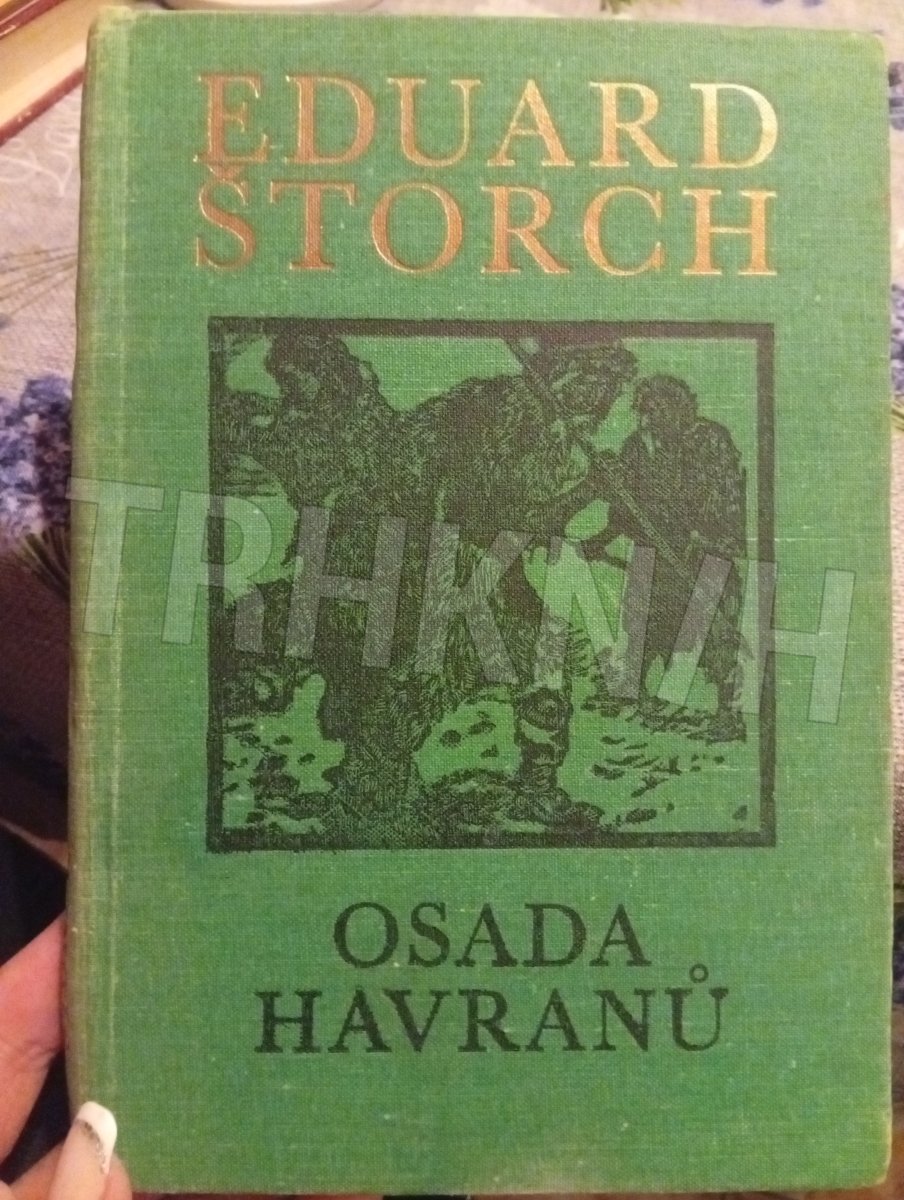 EDUARD
ŠTORCH
TRHKNIH
OSADA
HAVRANŮ